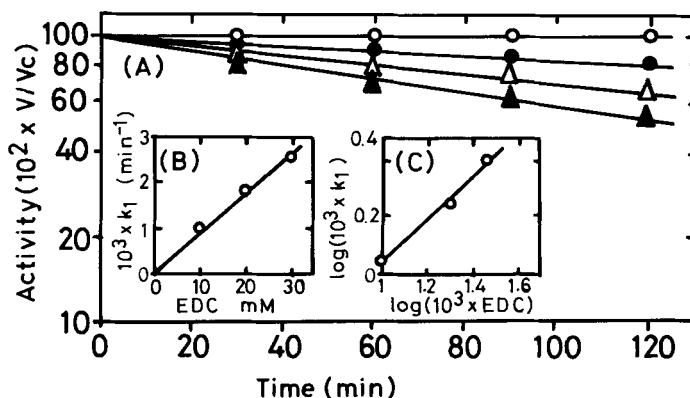 Activity (10² x V/Vc)
100
80
60
40
20
10
(A)
(B)
10³ x k₁ (min⁻¹)
3
2
1
0
0 10 20 30
EDC mM
(C)
log(10³ x k₁)
0.4
0.2
0
1 1.2 1.4 1.6
log(10³ x EDC)
0 20 40 60 80 100 120
Time (min)